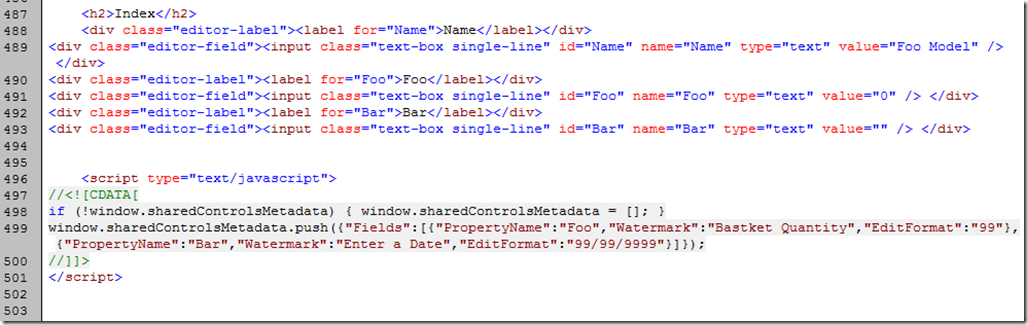 487 <h2>Index</h2>
488 <div class="editor-label"><label for="Name">Name</label></div>
489 <div class="editor-field"><input class="text-box single-line" id="Name" name="Name" type="text" value="Foo Model" />
</div>
490 <div class="editor-label"><label for="Foo">Foo</label></div>
491 <div class="editor-field"><input class="text-box single-line" id="Foo" name="Foo" type="text" value="0" /> </div>
492 <div class="editor-label"><label for="Bar">Bar</label></div>
493 <div class="editor-field"><input class="text-box single-line" id="Bar" name="Bar" type="text" value="" /> </div>
494
495
496 <script type="text/javascript">
497 //<![CDATA[
498 if (!window.sharedControlsMetadata) { window.sharedControlsMetadata = []; }
499 window.sharedControlsMetadata.push({"Fields":[{"PropertyName":"Foo","Watermark":"Bastket Quantity","EditFormat":"99"},
{"PropertyName":"Bar","Watermark":"Enter a Date","EditFormat":"99/99/9999"}]});
500 //]]>
501 </script>
502
503